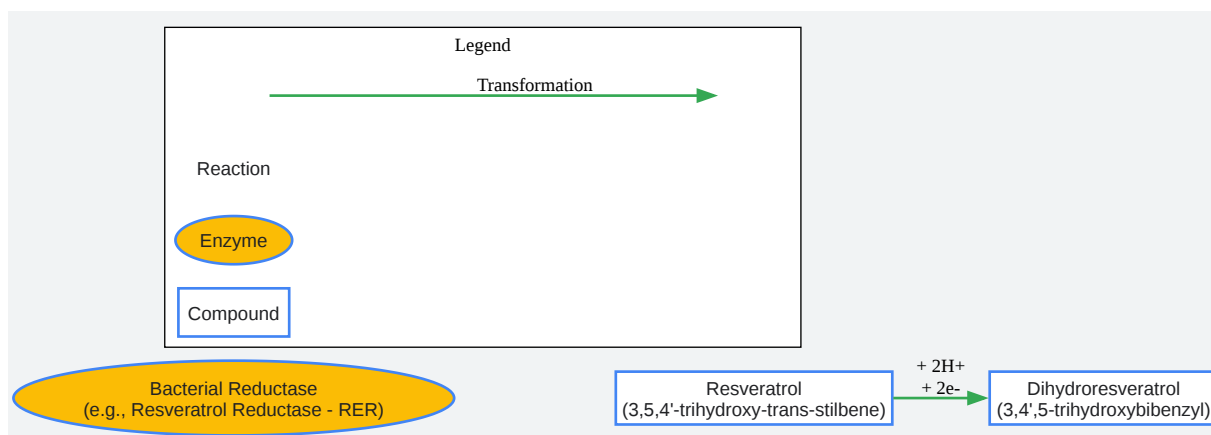 Legend
Transformation
Reaction
Enzyme
Compound
Bacterial Reductase
(e.g., Resveratrol Reductase - RER)
Resveratrol
(3,5,4'-trihydroxy-trans-stilbene)
+ 2H+
+ 2e-
Dihydroresveratrol
(3,4',5-trihydroxybibenzyl)